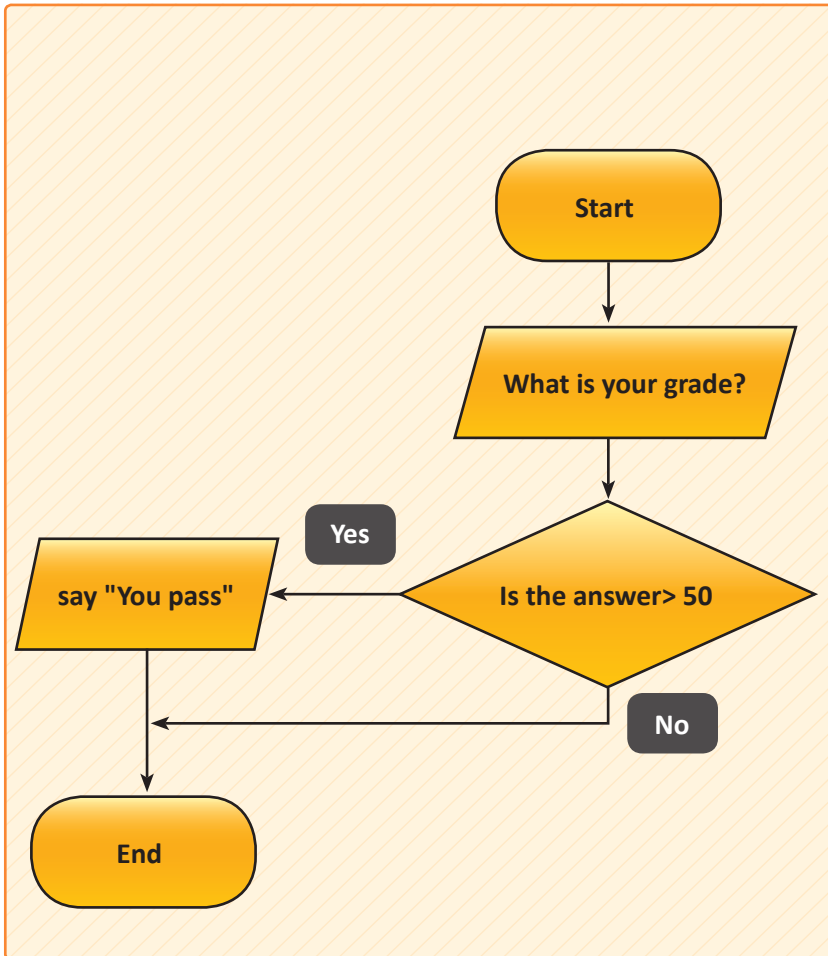 Start
What is your grade?
Is the answer> 50
Yes
say "You pass"
No
End